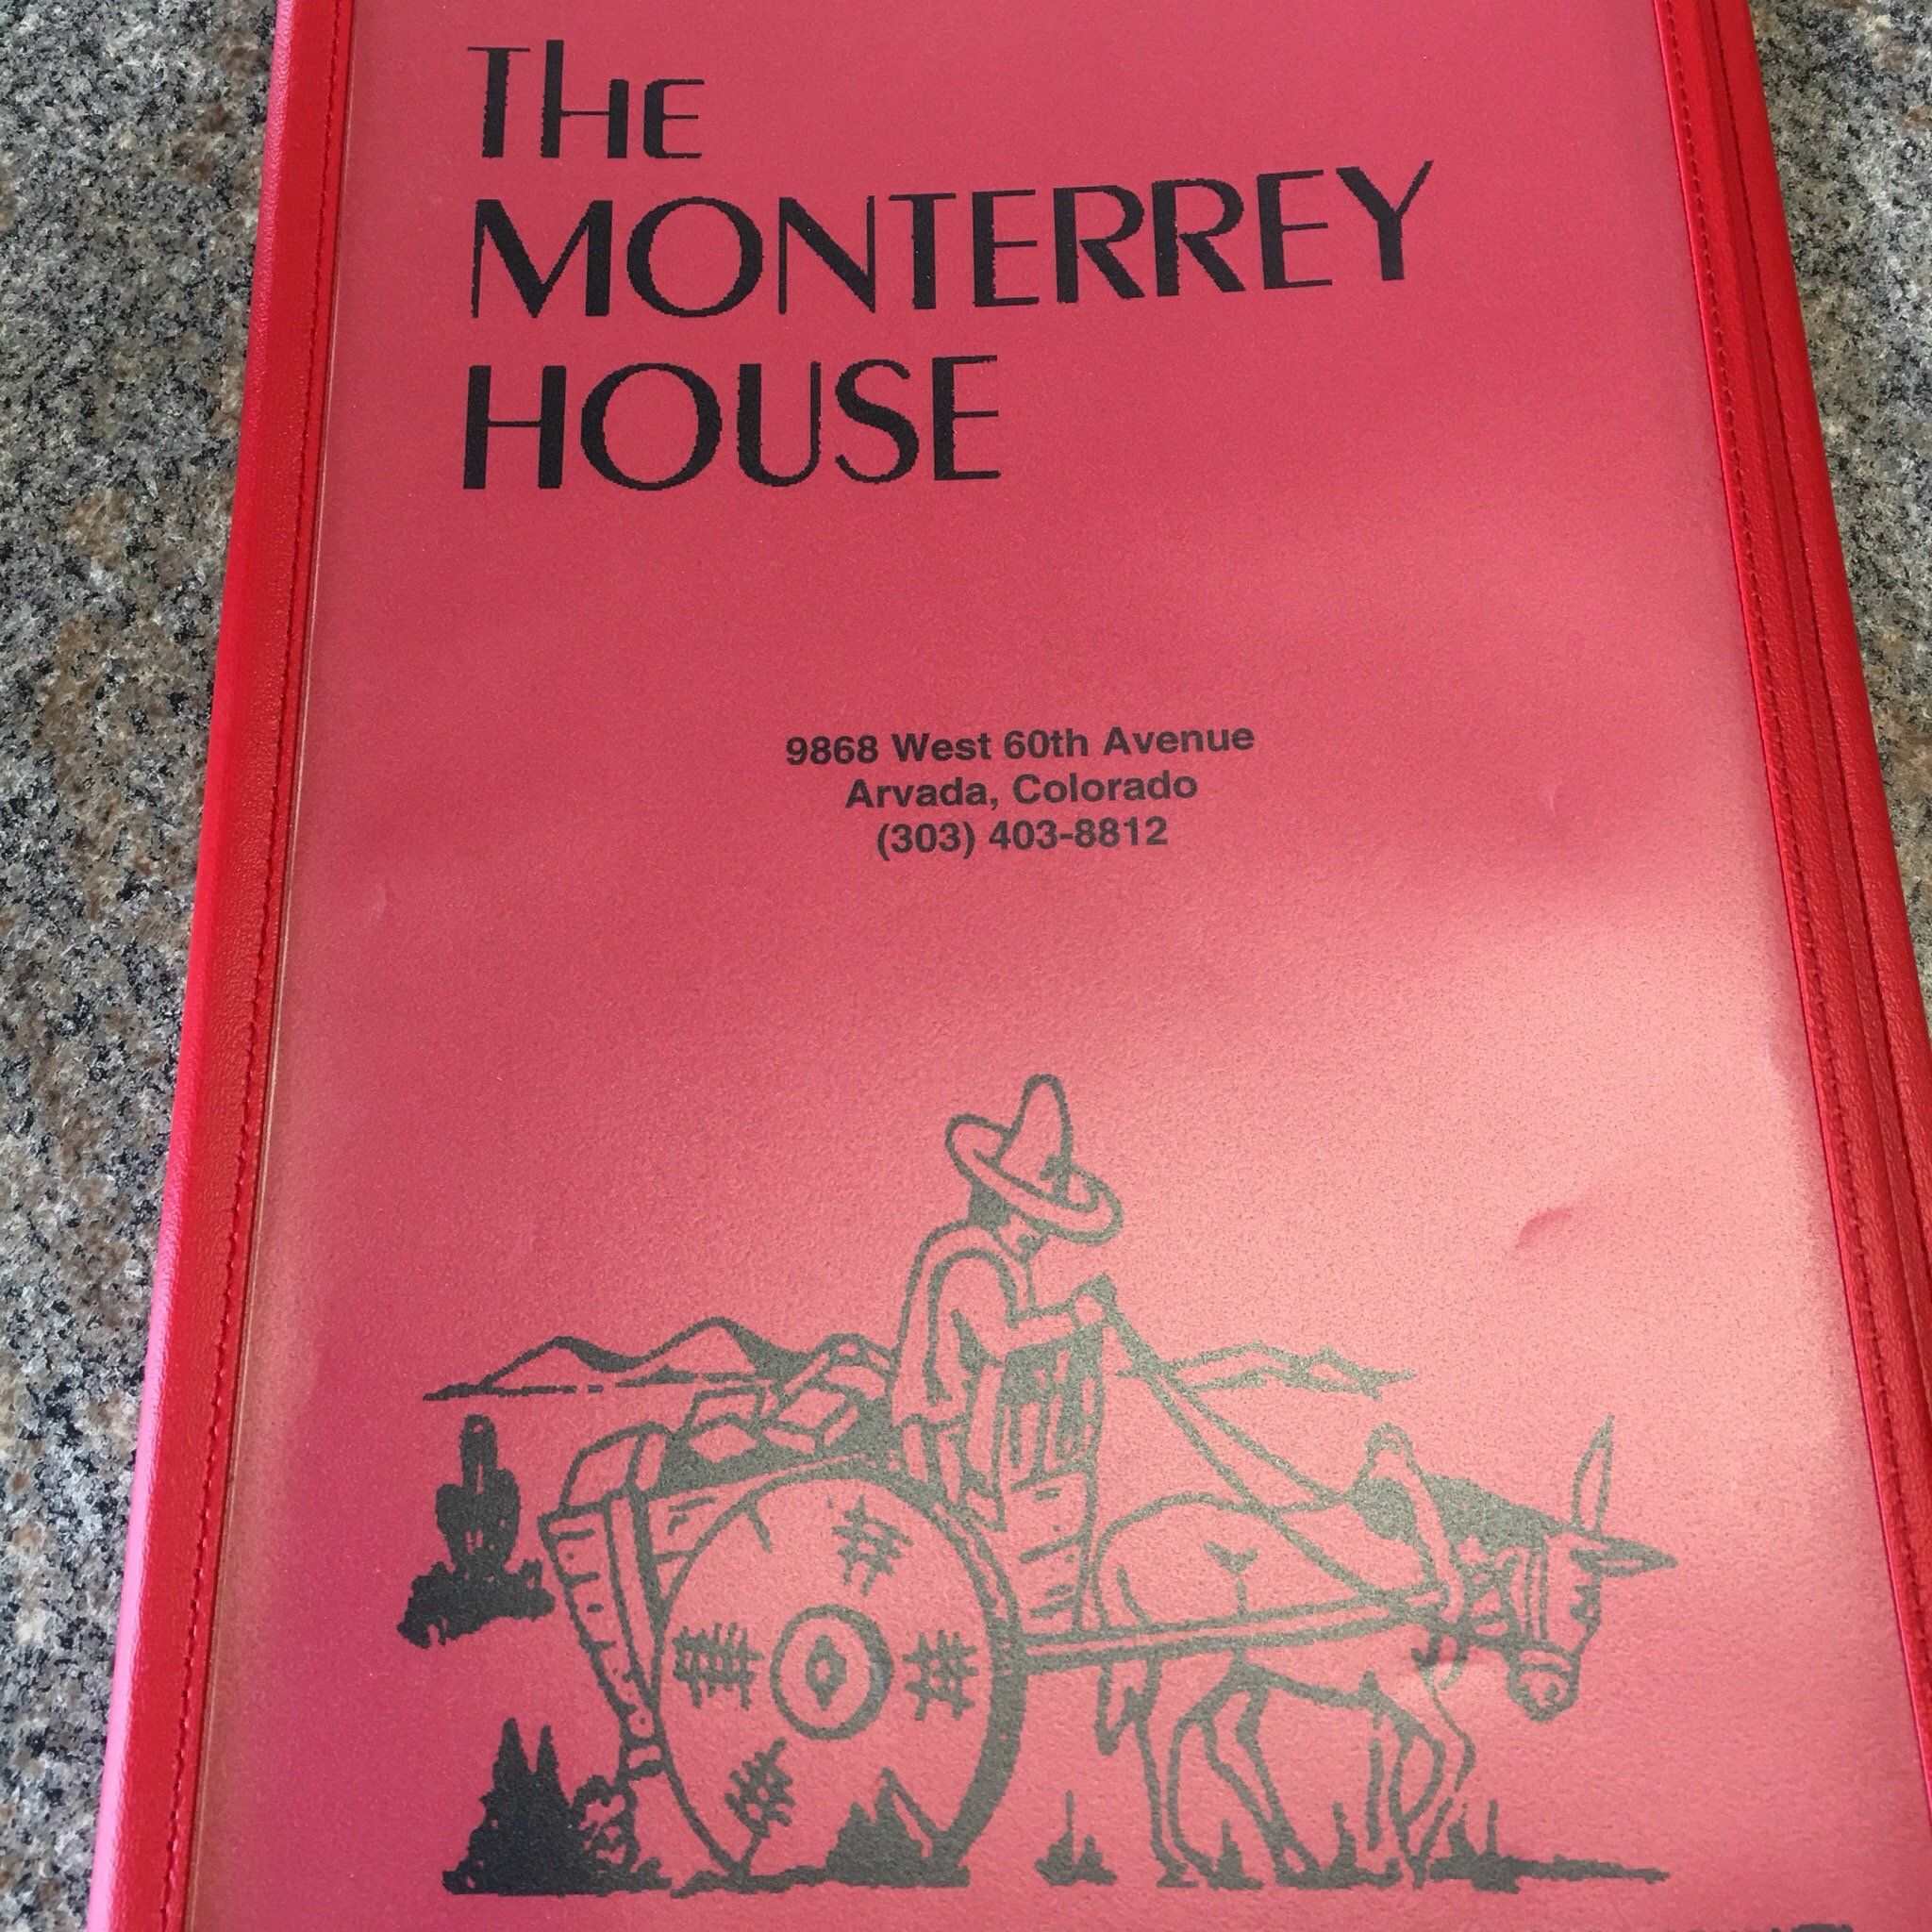 The
MONTERREY
HOUSE
9868 West 60th Avenue
Arvada, Colorado
(303) 403-8812